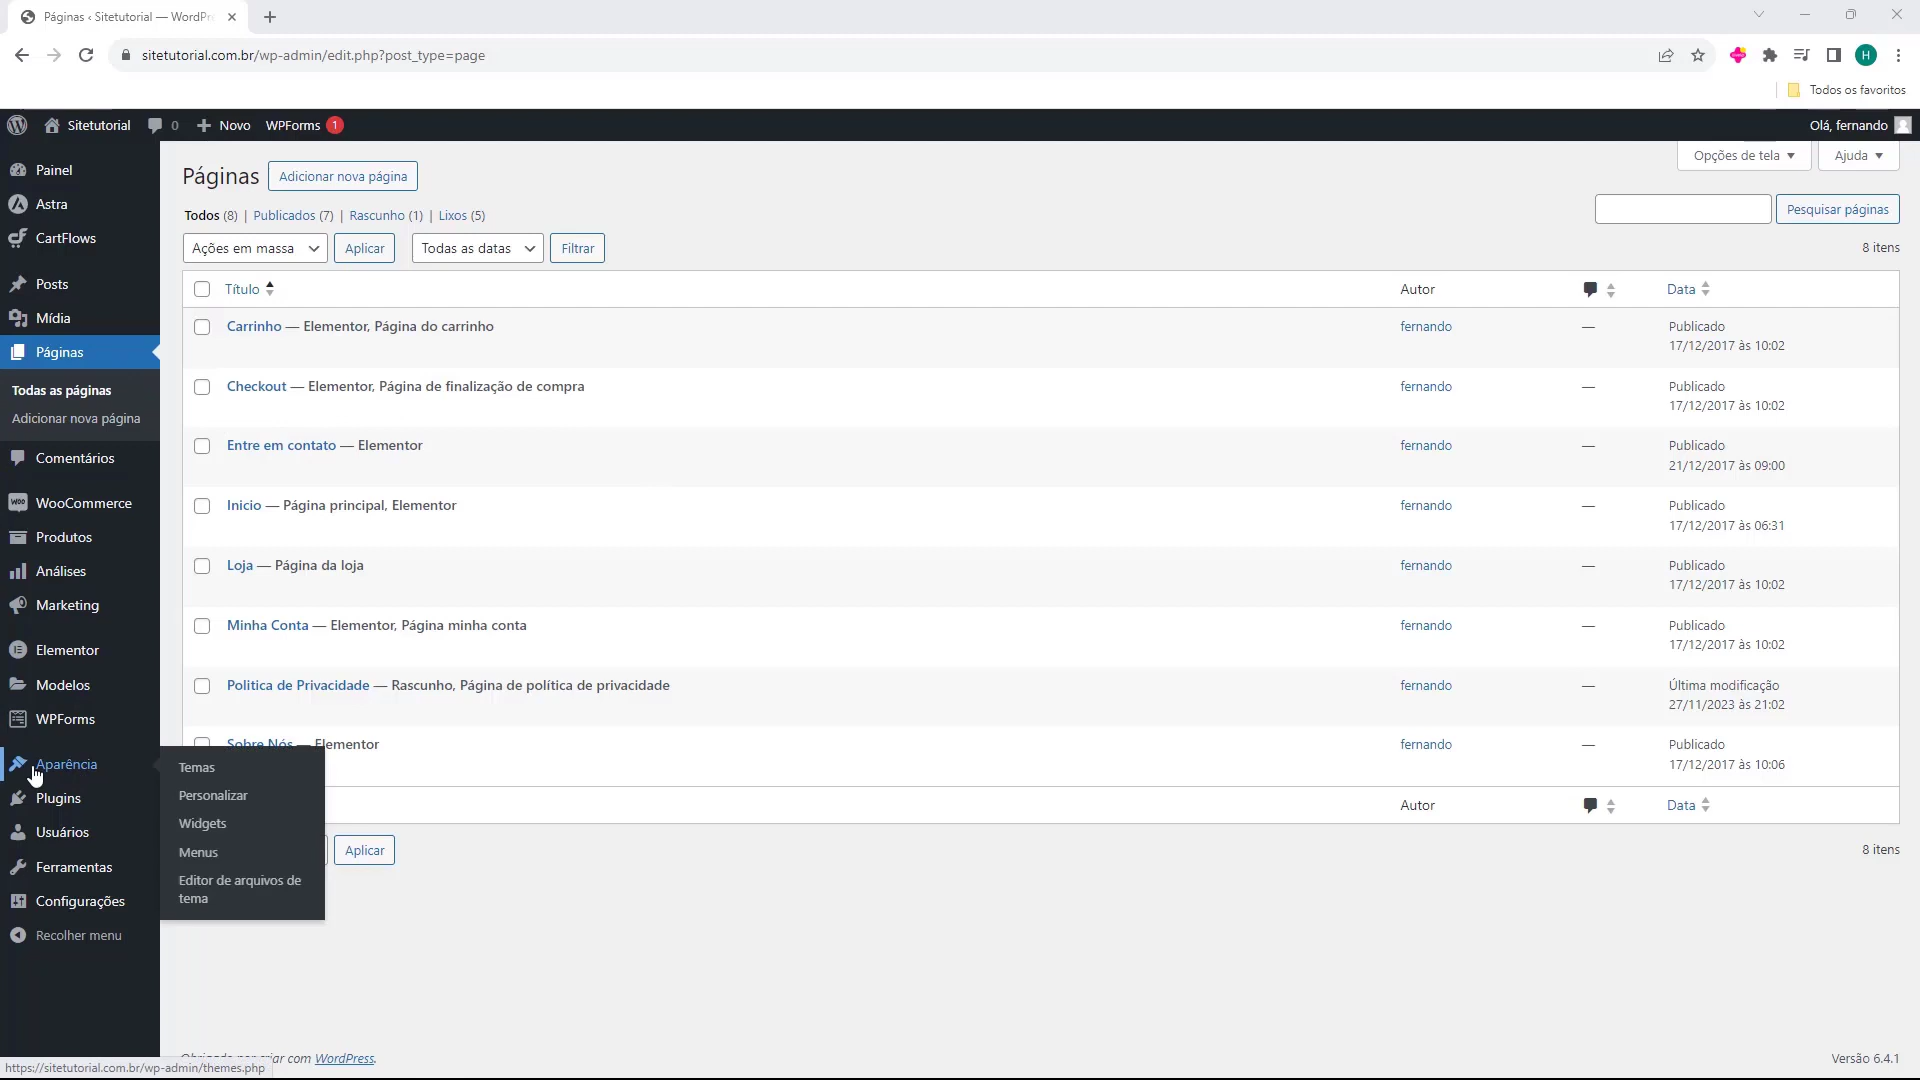 Páginas ‹ Sitetutorial — WordPr
sitetutorial.com.br/wp-admin/edit.php?post_type=page
H
Todos os favoritos
Sitetutorial 0 Novo WPForms 1
Olá, fernando
Painel
Astra
CartFlows
Posts
Mídia
Páginas
Todas as páginas
Adicionar nova página
Comentários
WooCommerce
Produtos
Análises
Marketing
Elementor
Modelos
WPForms
Aparência
Plugins
Usuários
Ferramentas
Configurações
Recolher menu
Temas
Personalizar
Widgets
Menus
Editor de arquivos de
tema
Páginas Adicionar nova página
Opções de tela Ajuda
Todos (8) | Publicados (7) | Rascunho (1) | Lixos (5)
Pesquisar páginas
Ações em massa Aplicar Todas as datas Filtrar
8 itens
Título Autor Data
Carrinho — Elementor, Página do carrinho fernando — Publicado
17/12/2017 às 10:02
Checkout — Elementor, Página de finalização de compra fernando — Publicado
17/12/2017 às 10:02
Entre em contato — Elementor fernando — Publicado
21/12/2017 às 09:00
Inicio — Página principal, Elementor fernando — Publicado
17/12/2017 às 06:31
Loja — Página da loja fernando — Publicado
17/12/2017 às 10:02
Minha Conta — Elementor, Página minha conta fernando — Publicado
17/12/2017 às 10:02
Politica de Privacidade — Rascunho, Página de política de privacidade fernando — Última modificação
27/11/2023 às 21:02
Sobre Nós — Elementor fernando — Publicado
17/12/2017 às 10:06
Autor Data
Aplicar
8 itens
Obrigado por criar com WordPress.
Versão 6.4.1
https://sitetutorial.com.br/wp-admin/themes.php